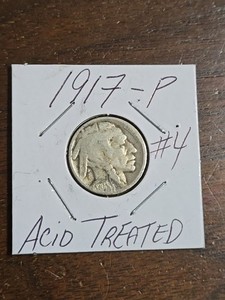 1917-P
#4
ACID TREATED